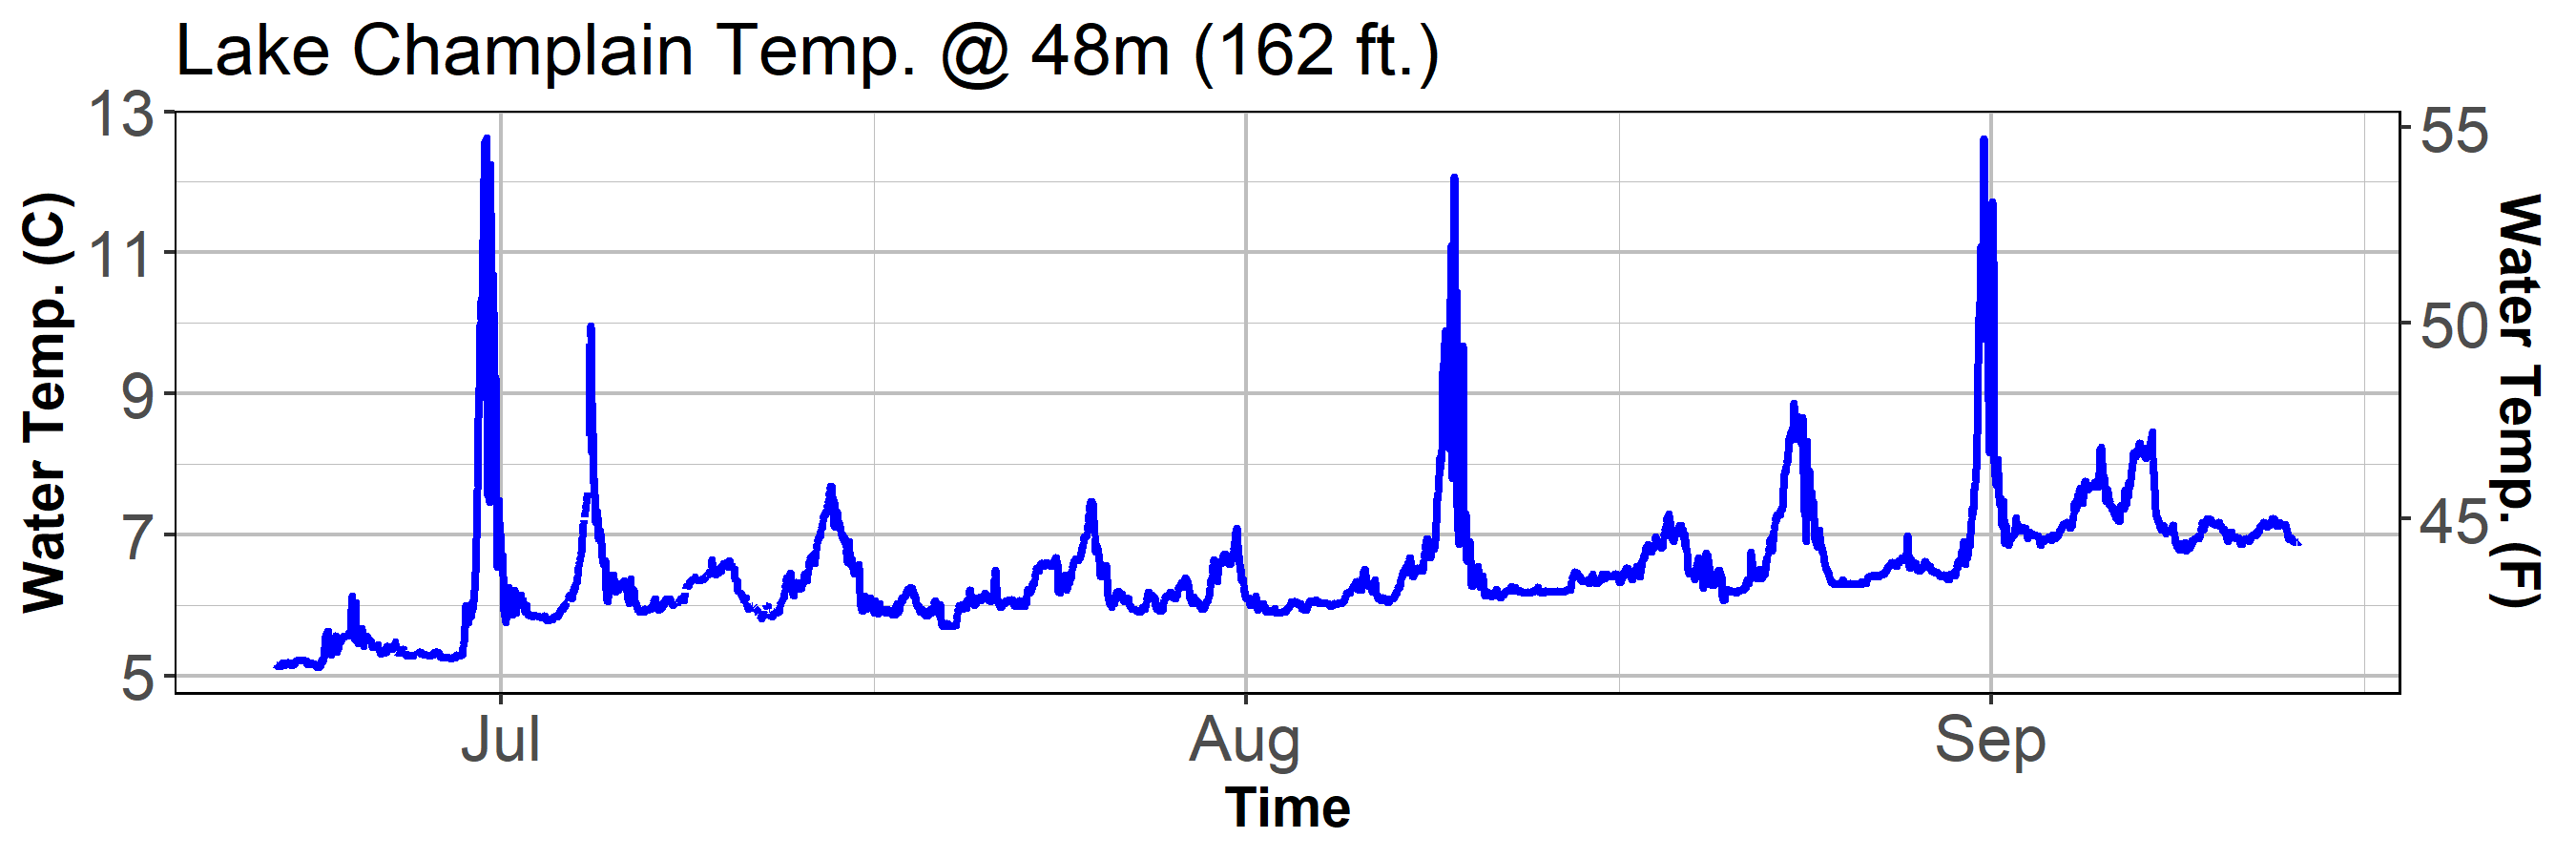 Lake Champlain Temp. @ 48m (162 ft.)
Water Temp. (C)
13
11
9
7
5
55
50
45
Water Temp. (F)
Jul
Aug
Sep
Time